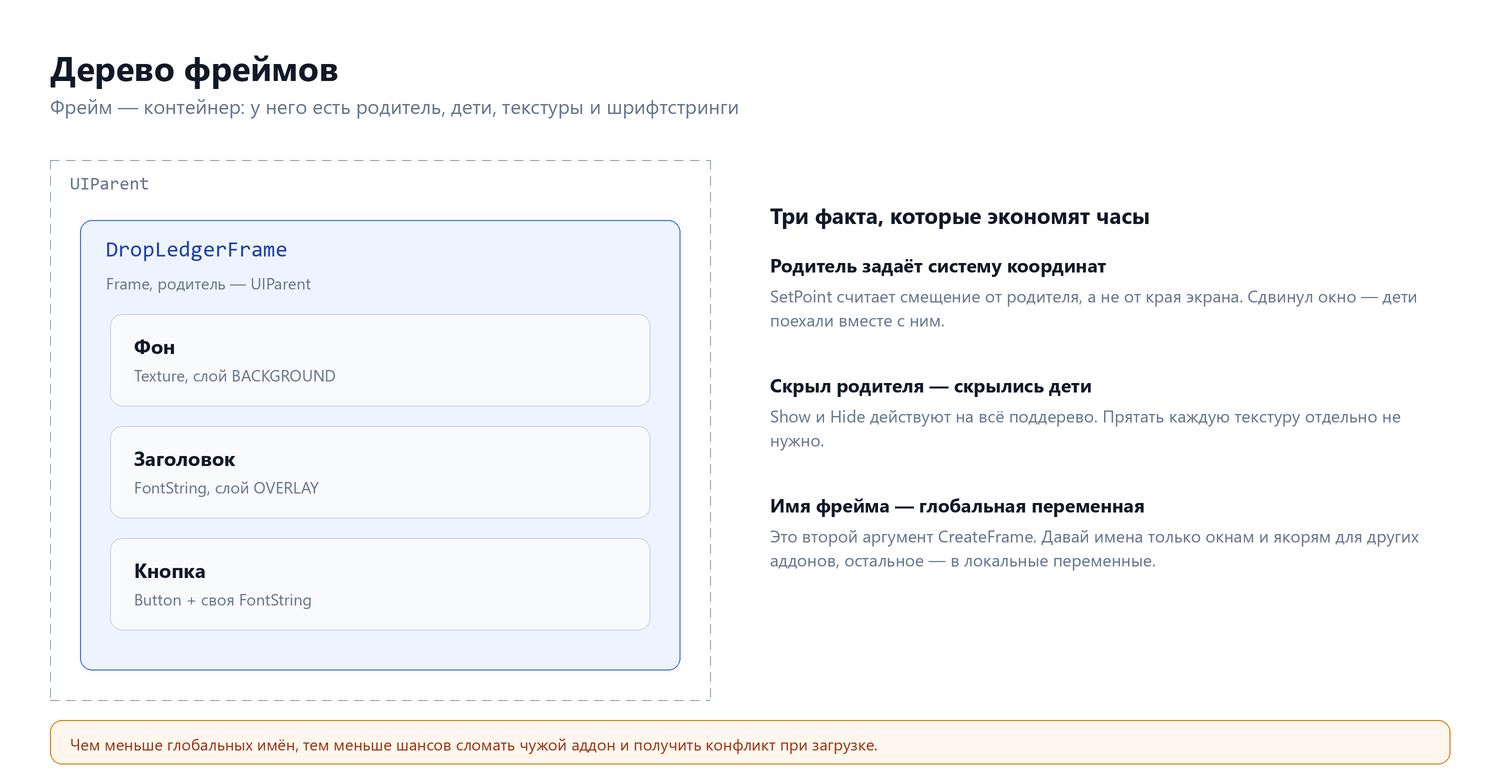 Дерево фреймов
Фрейм — контейнер: у него есть родитель, дети, текстуры и шрифтстринги
UIParent
DropLedgerFrame
Frame, родитель — UIParent
Фон
Texture, слой BACKGROUND
Заголовок
FontString, слой OVERLAY
Кнопка
Button + своя FontString
Три факта, которые экономят часы
Родитель задаёт систему координат
SetPoint считает смещение от родителя, а не от края экрана. Сдвинул окно — дети
поехали вместе с ним.
Скрыл родителя — скрылись дети
Show и Hide действуют на всё поддерево. Прятать каждую текстуру отдельно не
нужно.
Имя фрейма — глобальная переменная
Это второй аргумент CreateFrame. Давай имена только окнам и якорям для других
аддонов, остальное — в локальные переменные.
Чем меньше глобальных имён, тем меньше шансов сломать чужой аддон и получить конфликт при загрузке.